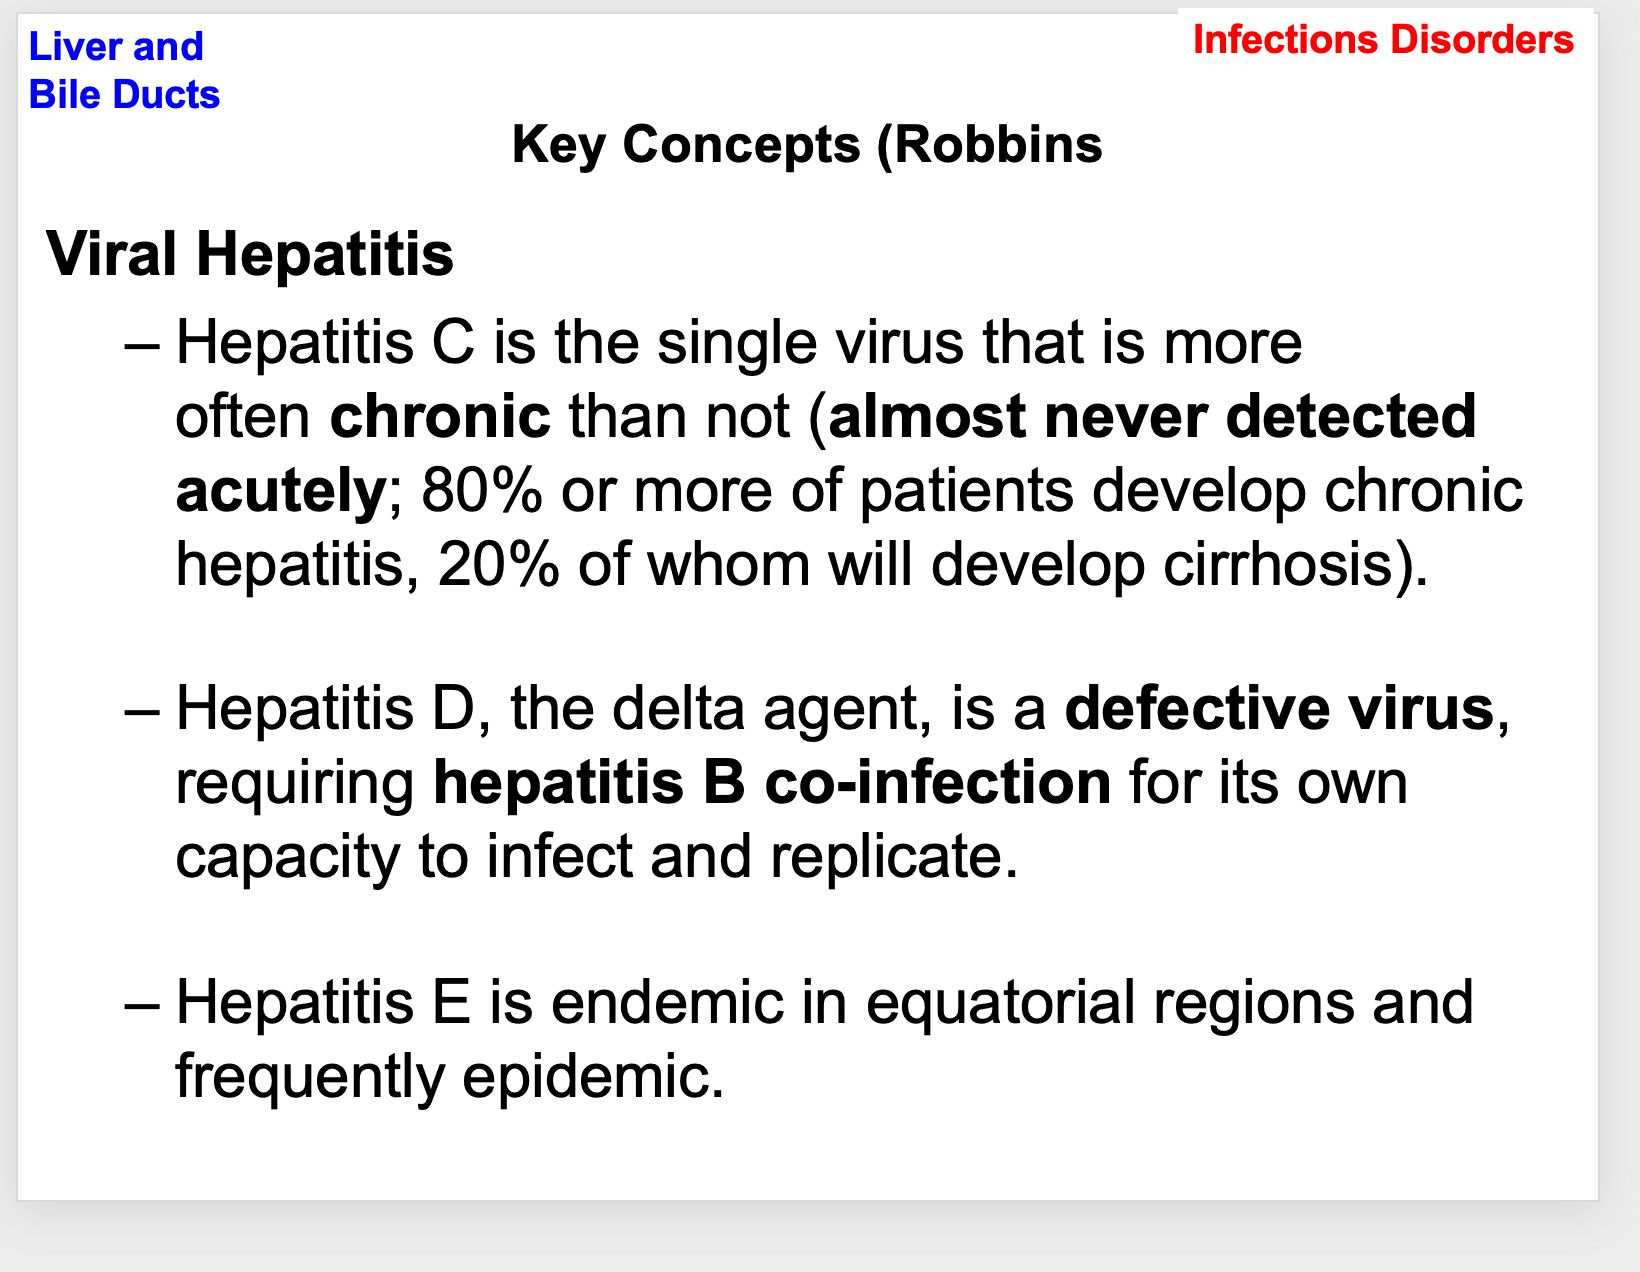 Liver and
Bile Ducts
Infections Disorders
Key Concepts (Robbins
Viral Hepatitis
– Hepatitis C is the single virus that is more
often chronic than not (almost never detected
acutely; 80% or more of patients develop chronic
hepatitis, 20% of whom will develop cirrhosis).
– Hepatitis D, the delta agent, is a defective virus,
requiring hepatitis B co-infection for its own
capacity to infect and replicate.
– Hepatitis E is endemic in equatorial regions and
frequently epidemic.